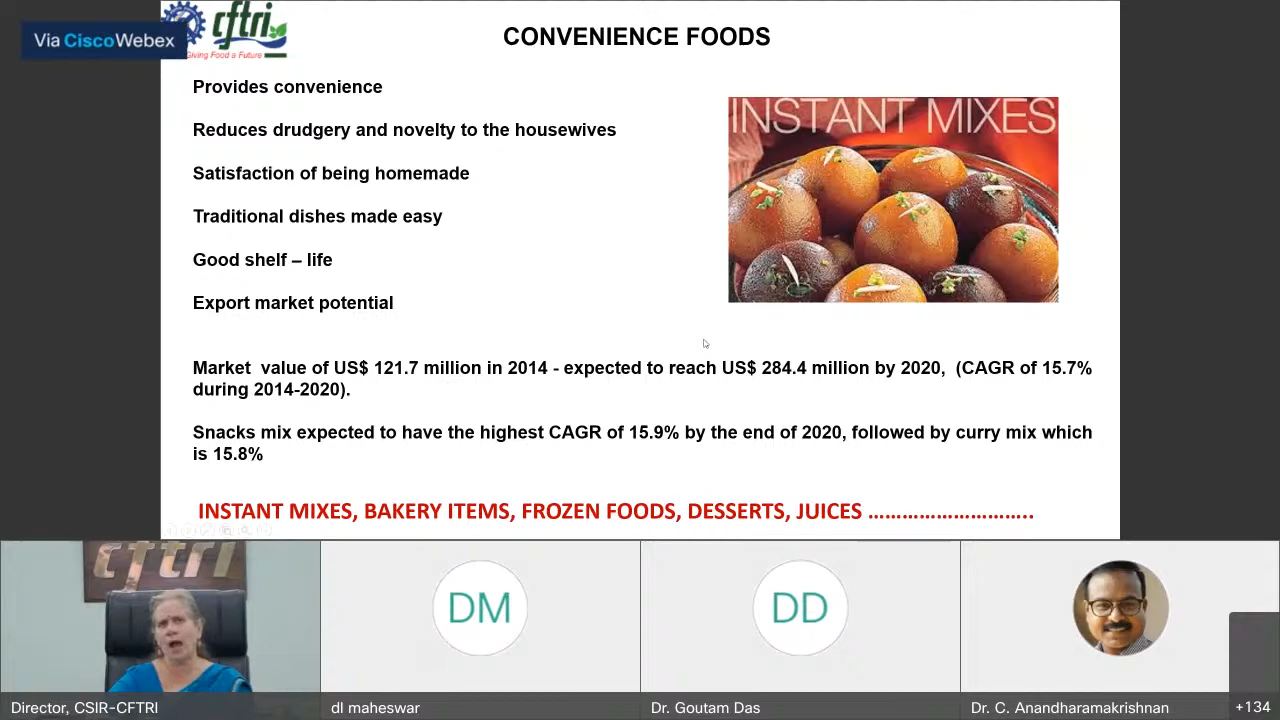 Via CiscoWebex
cftri
Giving Food a Future
CONVENIENCE FOODS
Provides convenience
Reduces drudgery and novelty to the housewives
Satisfaction of being homemade
Traditional dishes made easy
Good shelf – life
Export market potential
INSTANT MIXES
Market value of US$ 121.7 million in 2014 - expected to reach US$ 284.4 million by 2020, (CAGR of 15.7%
during 2014-2020).
Snacks mix expected to have the highest CAGR of 15.9% by the end of 2020, followed by curry mix which
is 15.8%
INSTANT MIXES, BAKERY ITEMS, FROZEN FOODS, DESSERTS, JUICES ………………………..
cftri
DM
DD
Director, CSIR-CFTRI
dl maheswar
Dr. Goutam Das
Dr. C. Anandharamakrishnan
+134